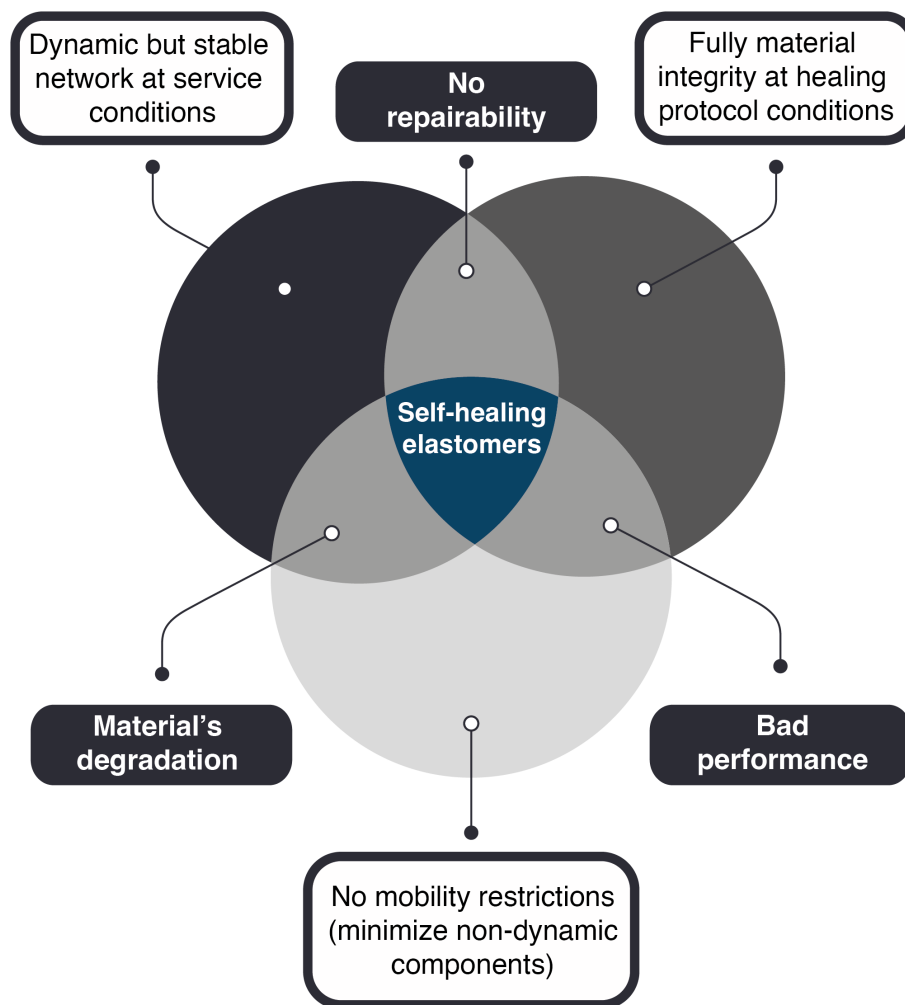 Dynamic but stable
network at service
conditions
No
repairability
Fully material
integrity at healing
protocol conditions
Self-healing
elastomers
Material's
degradation
Bad
performance
No mobility restrictions
(minimize non-dynamic
components)